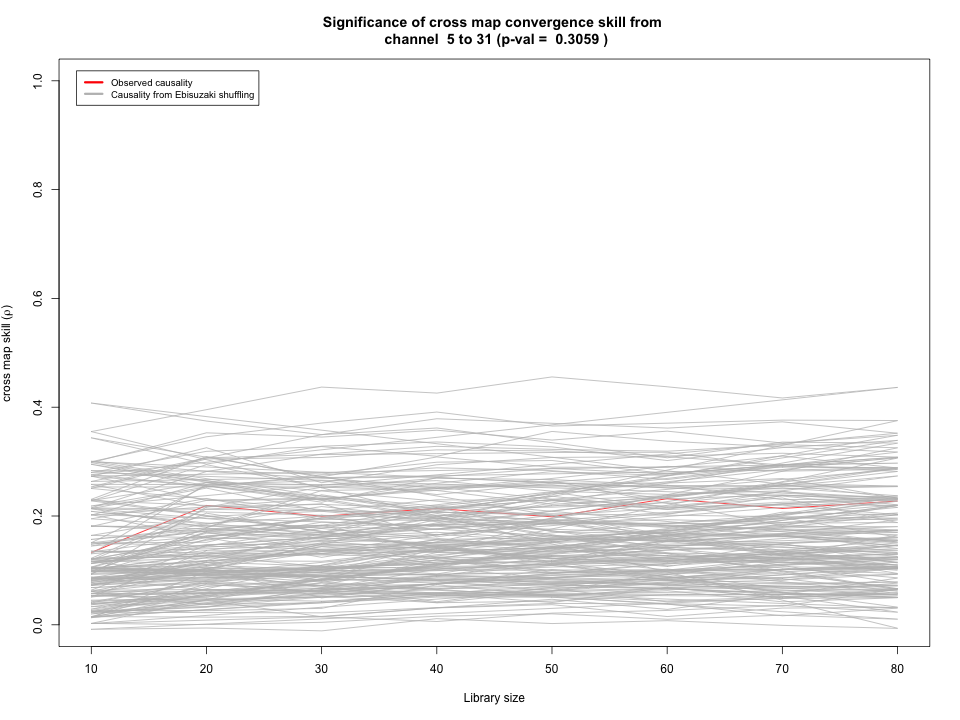 Significance of cross map convergence skill from
channel  5 to 31 (p-val =  0.3059 )
Observed causality
Causality from Ebisuzaki shuffling
1.0
0.8
0.6
0.4
0.2
0.0
cross map skill (ρ)
10 20 30 40 50 60 70 80
Library size